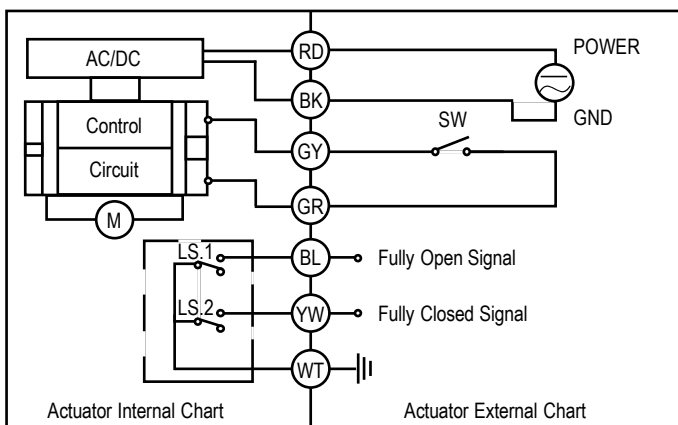 AC/DC
RD
POWER
BK
GND
Control
SW
GY
Circuit
GR
M
LS.1
BL
Fully Open Signal
LS.2
YW
Fully Closed Signal
WT
Actuator Internal Chart
Actuator External Chart